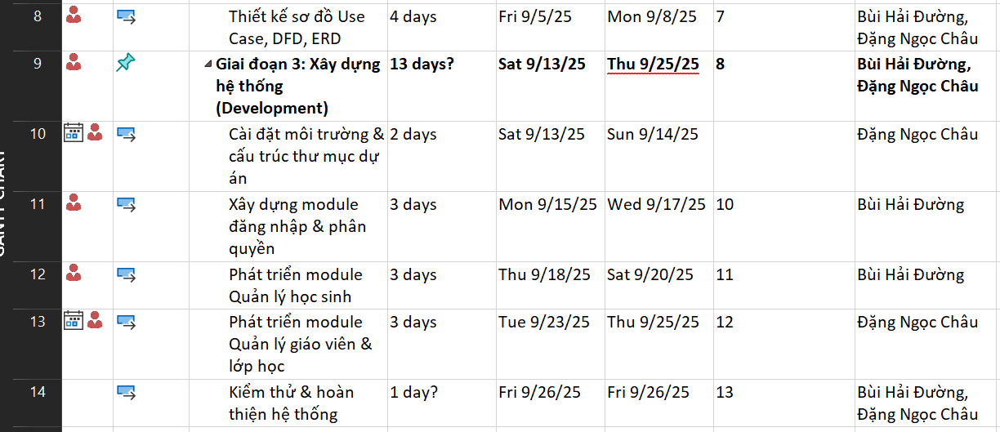 8 Thiết kế sơ đồ Use 4 days Fri 9/5/25 Mon 9/8/25 7 Bùi Hải Đường,
Case, DFD, ERD Đặng Ngọc Châu
9 Giai đoạn 3: Xây dựng 13 days? Sat 9/13/25 Thu 9/25/25 8 Bùi Hải Đường,
hệ thống Đặng Ngọc Châu
(Development)
10 Cài đặt môi trường & 2 days Sat 9/13/25 Sun 9/14/25 Đặng Ngọc Châu
cấu trúc thư mục dự
án
11 Xây dựng module 3 days Mon 9/15/25 Wed 9/17/25 10 Bùi Hải Đường
đăng nhập & phân
quyền
12 Phát triển module 3 days Thu 9/18/25 Sat 9/20/25 11 Bùi Hải Đường
Quản lý học sinh
13 Phát triển module 3 days Tue 9/23/25 Thu 9/25/25 12 Đặng Ngọc Châu
Quản lý giáo viên &
lớp học
14 Kiểm thử & hoàn 1 day? Fri 9/26/25 Fri 9/26/25 13 Bùi Hải Đường,
thiện hệ thống Đặng Ngọc Châu